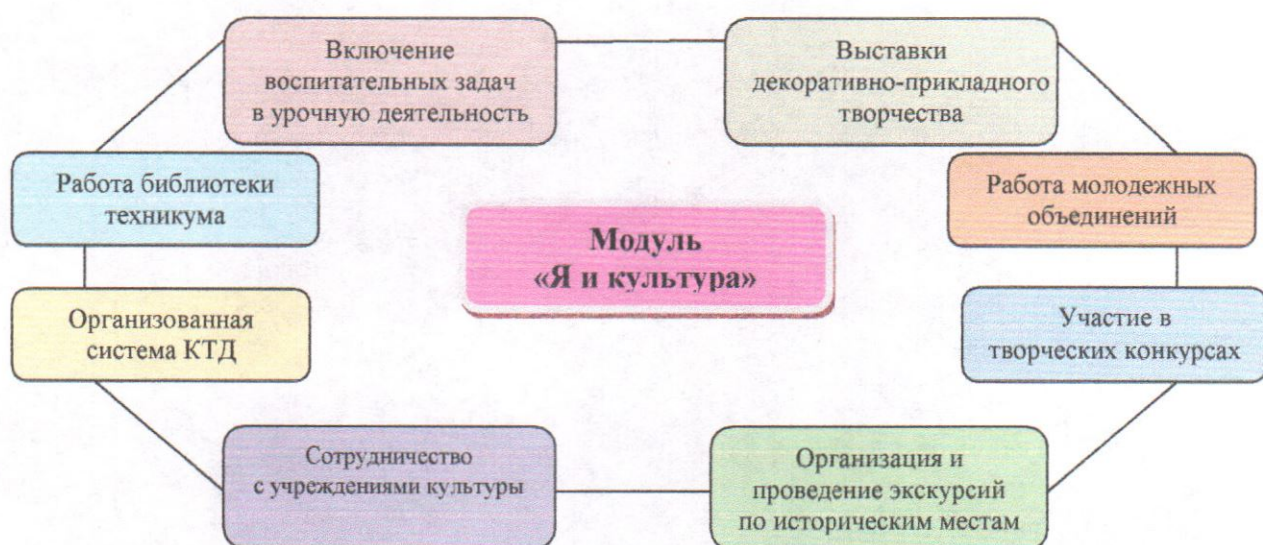 Включение
воспитательных задач
в урочную деятельность
Выставки
декоративно-прикладного
творчества
Работа библиотеки
техникума
Работа молодежных
объединений
Модуль
«Я и культура»
Организованная
система КТД
Участие в
творческих конкурсах
Сотрудничество
с учреждениями культуры
Организация и
проведение экскурсий
по историческим местам